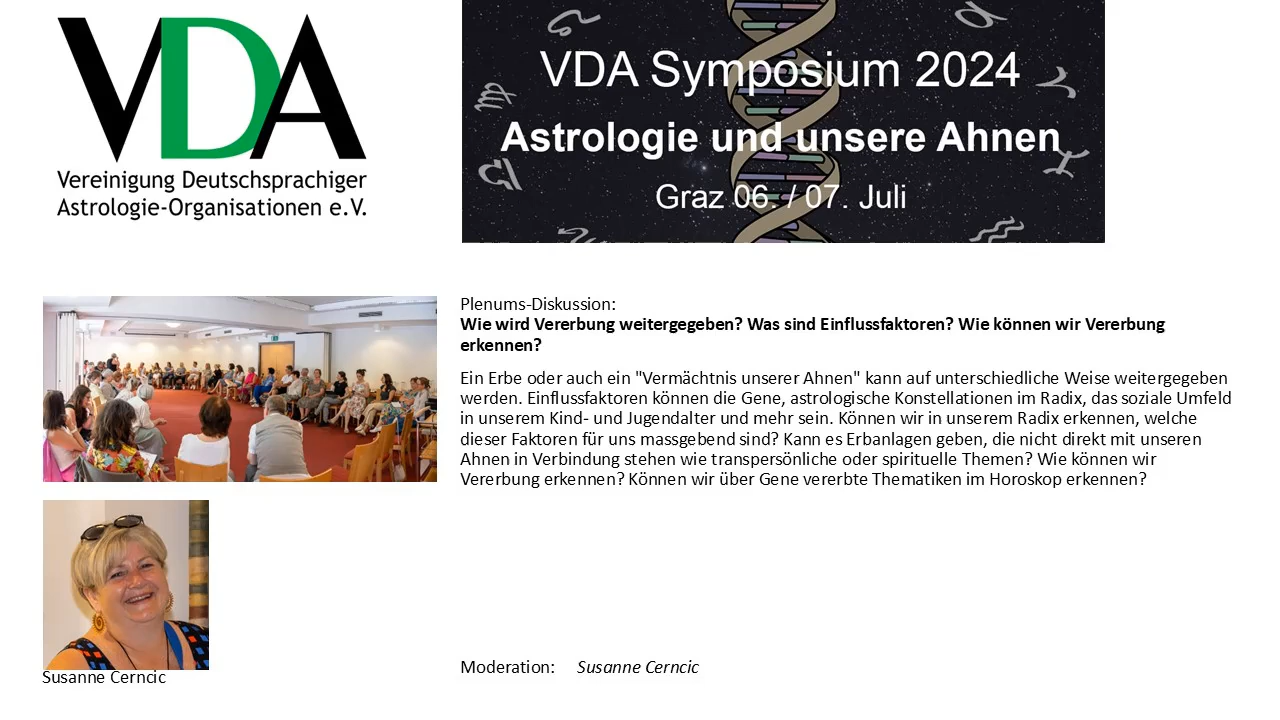 VDA
Vereinigung Deutschsprachiger
Astrologie-Organisationen e.V.
VDA Symposium 2024
Astrologie und unsere Ahnen
Graz 06. / 07. Juli
Plenums-Diskussion:
Wie wird Vererbung weitergegeben? Was sind Einflussfaktoren? Wie können wir Vererbung
erkennen?
Ein Erbe oder auch ein "Vermächtnis unserer Ahnen" kann auf unterschiedliche Weise weitergegeben
werden. Einflussfaktoren können die Gene, astrologische Konstellationen im Radix, das soziale Umfeld
in unserem Kind- und Jugendalter und mehr sein. Können wir in unserem Radix erkennen, welche
dieser Faktoren für uns massgebend sind? Kann es Erbanlagen geben, die nicht direkt mit unseren
Ahnen in Verbindung stehen wie transpersönliche oder spirituelle Themen? Wie können wir
Vererbung erkennen? Können wir über Gene vererbte Thematiken im Horoskop erkennen?
Susanne Cerncic
Moderation: Susanne Cerncic